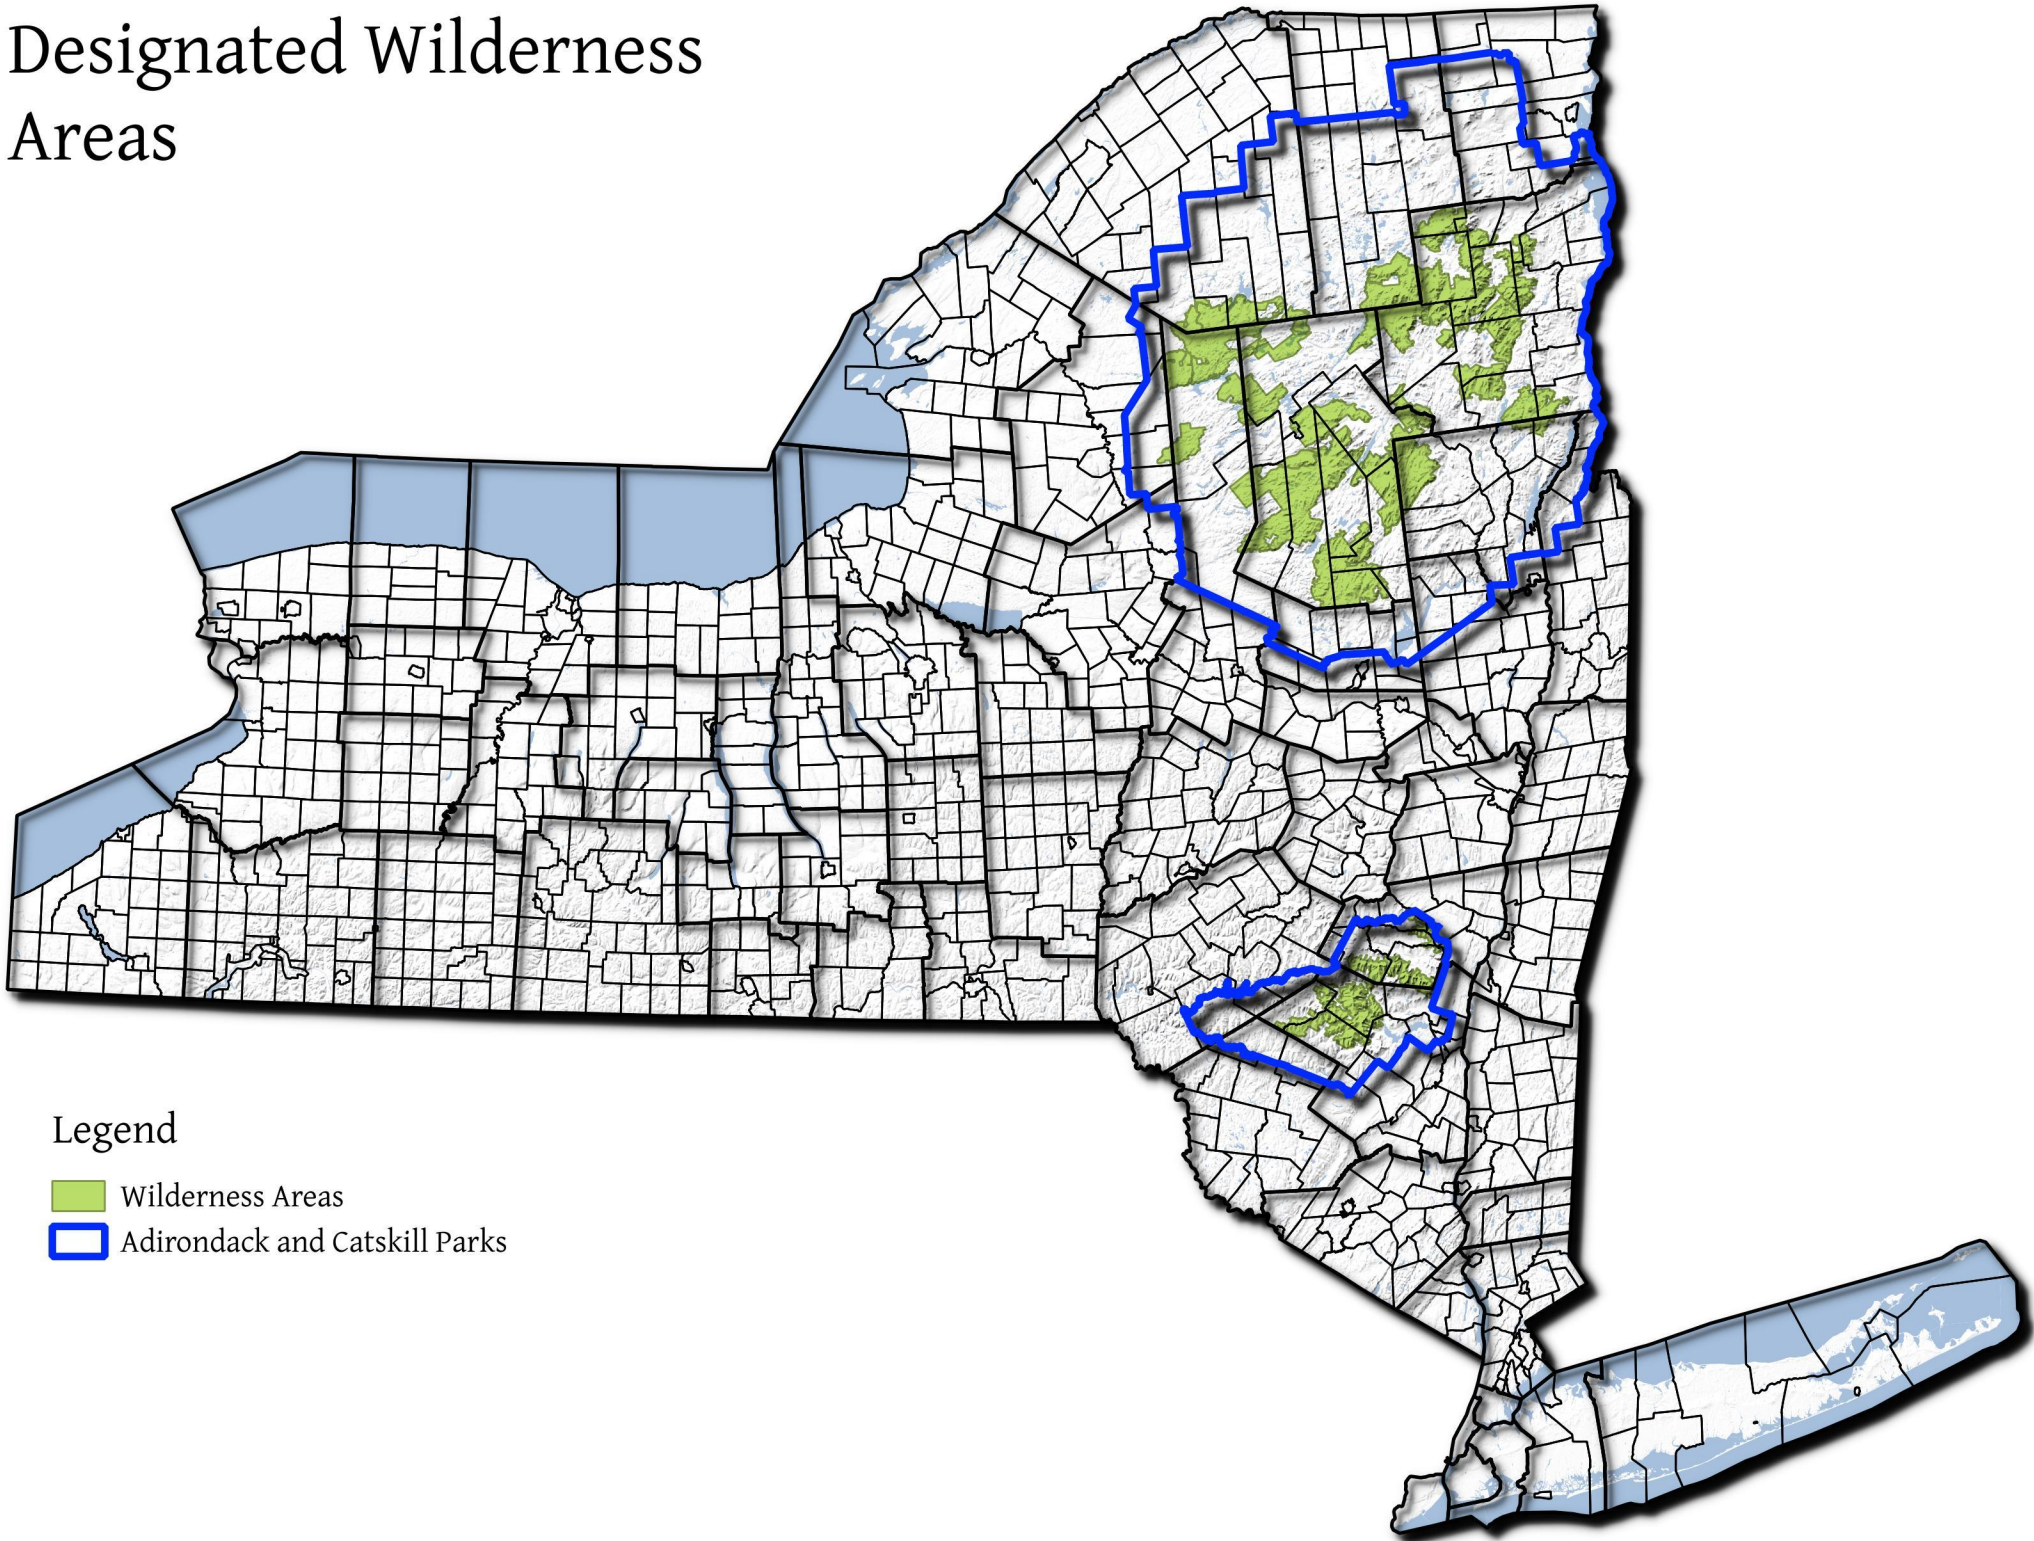 Designated Wilderness
Areas
Legend
Wilderness Areas
Adirondack and Catskill Parks